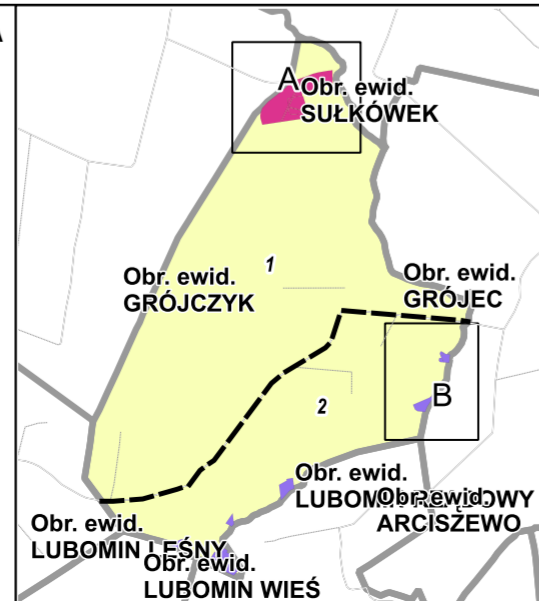 A
A
Obr. ewid.
SUŁKÓWEK
Obr. ewid.
GRÓJCZYK
1
Obr. ewid.
GRÓJEC
2
B
Obr. ewid.
LUBOMIN RZĄDOWY
Obr. ewid.
ARCISZEWO
Obr. ewid.
LUBOMIN LEŚNY
Obr. ewid.
LUBOMIN WIEŚ